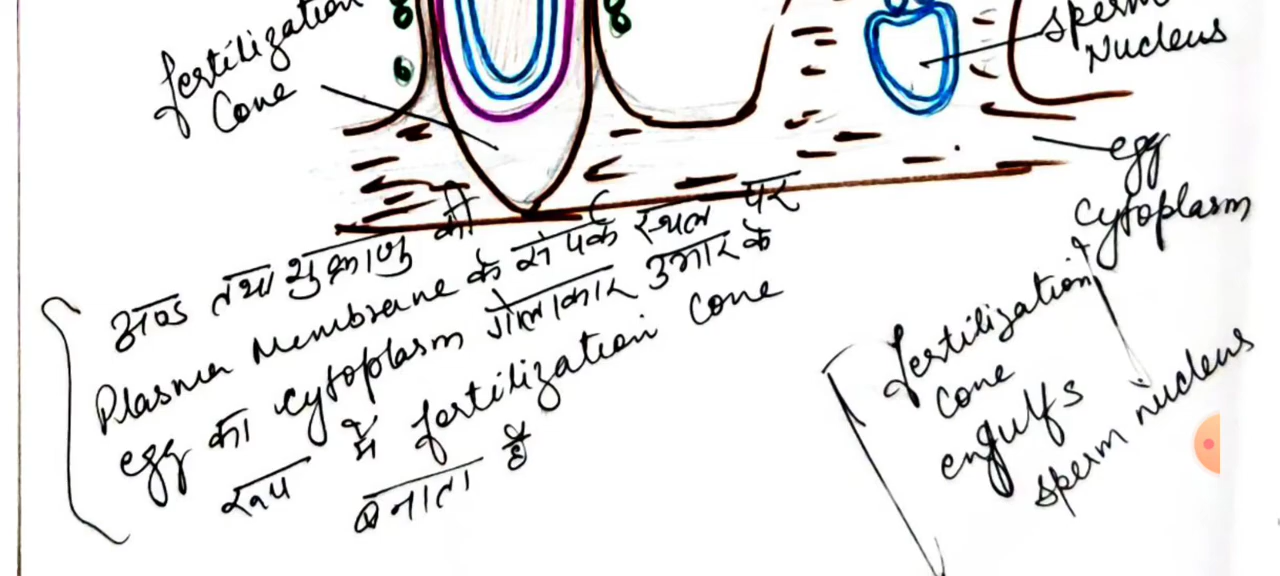 fertilization
Cone
sperm
Nucleus
egg
Cytoplasm
अण्ड तथा शुक्राणु की
Plasma Membrane के संपर्क स्थल पर
egg का cytoplasm गोलाकार उभार के
रूप में fertilization cone
बनाता है
fertilization
cone
engulfs
sperm nucleus